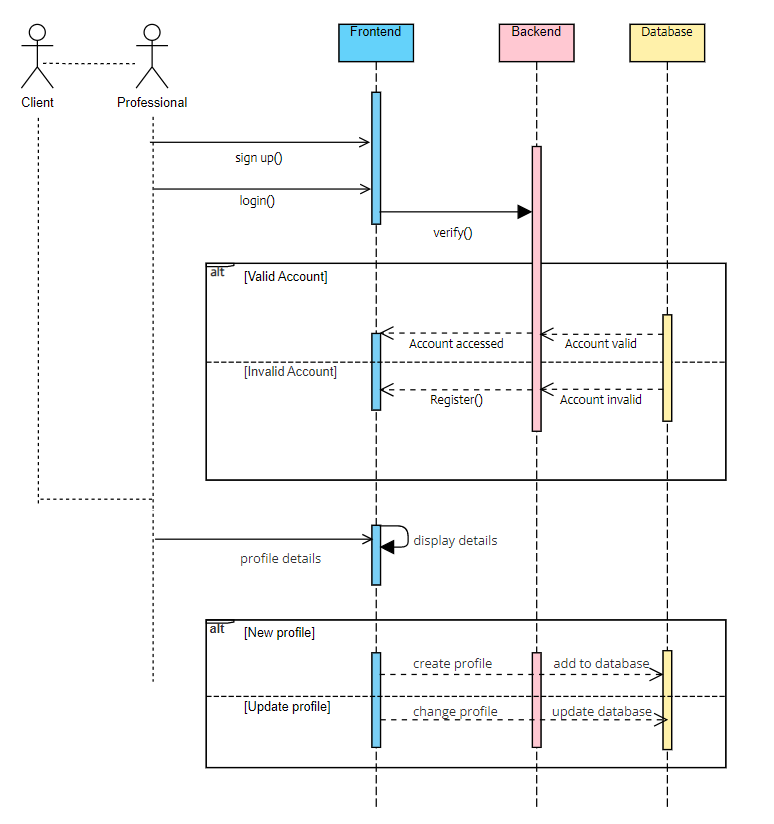 Frontend
Backend
Database
Client
Professional
sign up()
login()
verify()
alt
[Valid Account]
Account accessed
Account valid
[Invalid Account]
Register()
Account invalid
display details
profile details
alt
[New profile]
create profile
add to database
[Update profile]
change profile
update database